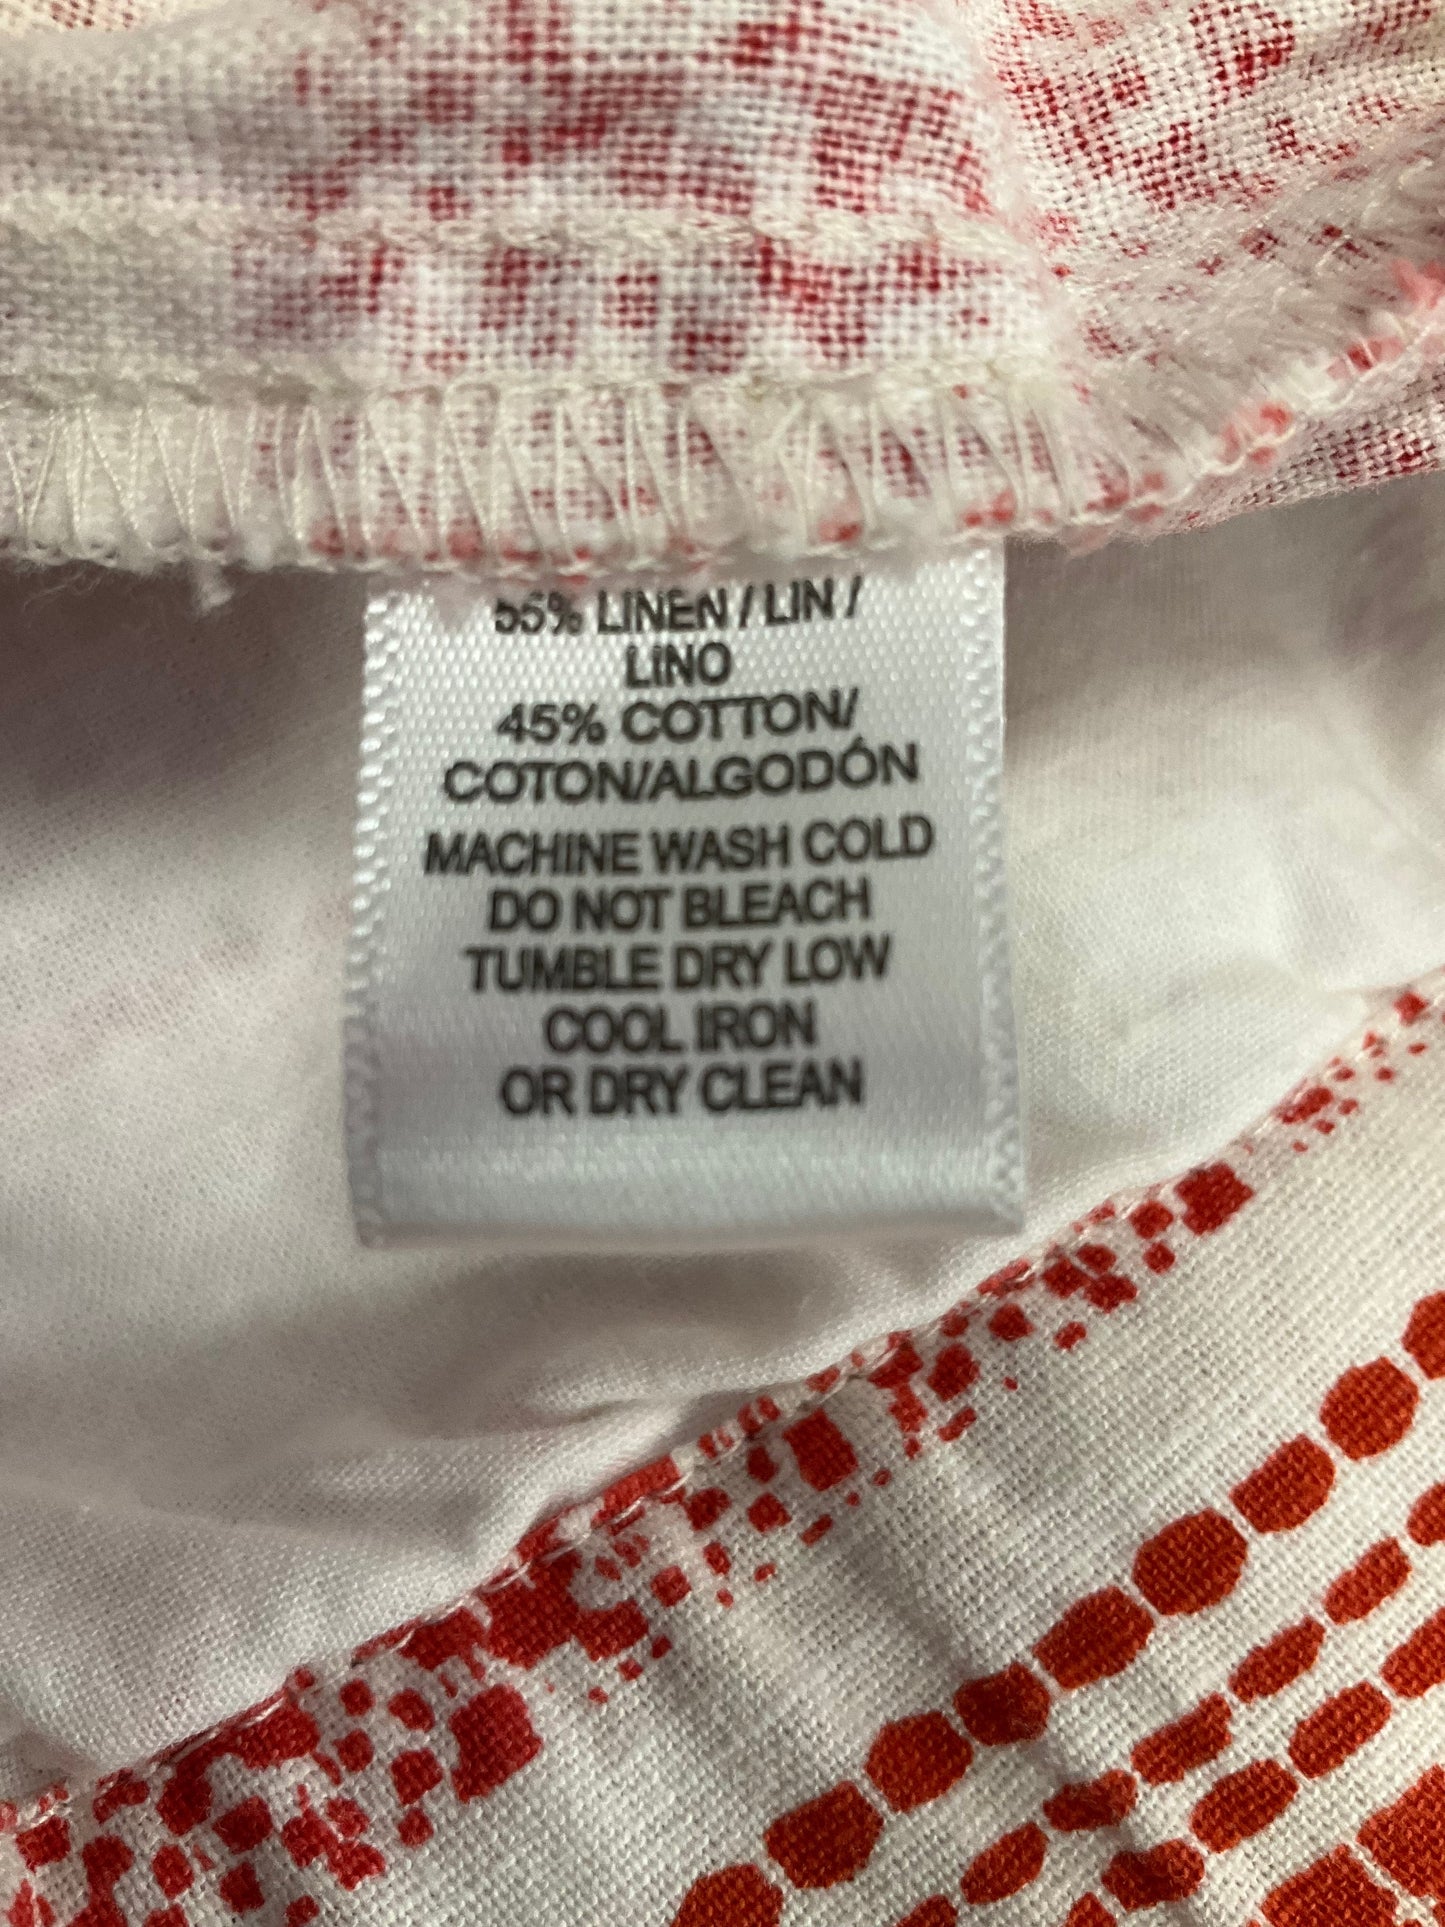 55% LINEN / LIN /
LINO
45% COTTON/
COTON/ALGODÓN
MACHINE WASH COLD
DO NOT BLEACH
TUMBLE DRY LOW
COOL IRON
OR DRY CLEAN